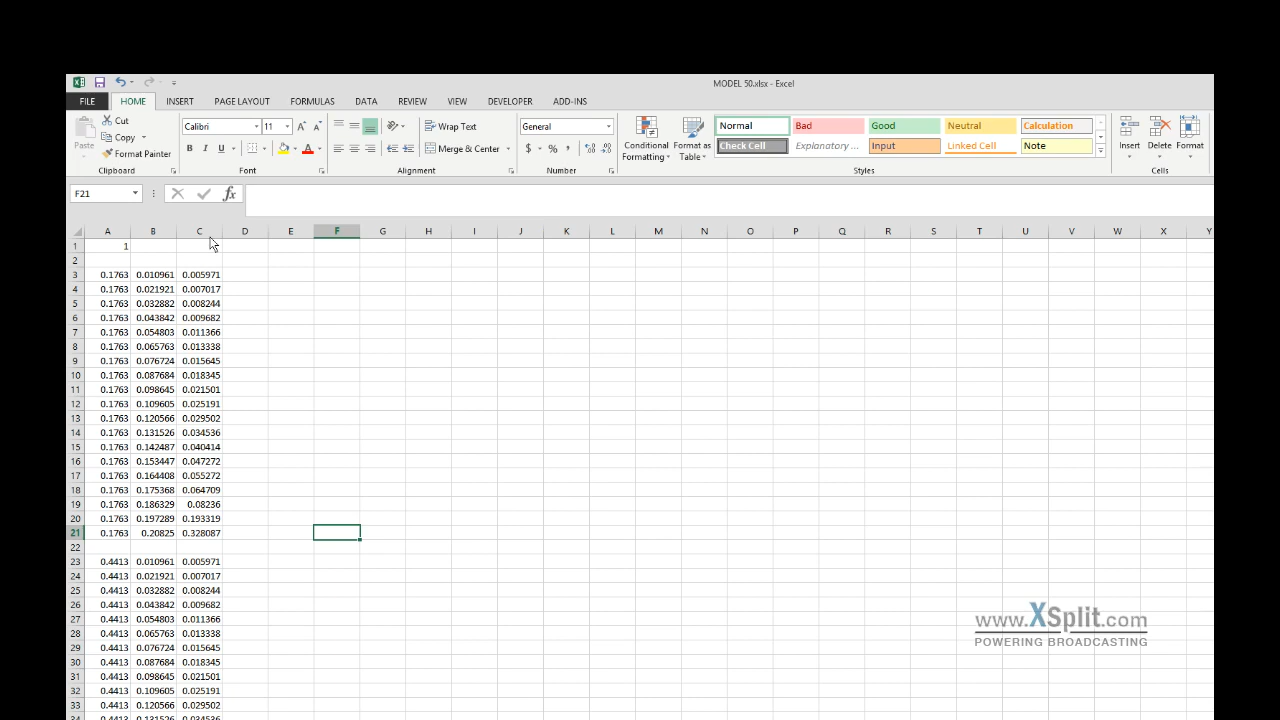 MODEL 50.xlsx - Excel
FILE HOME INSERT PAGE LAYOUT FORMULAS DATA REVIEW VIEW DEVELOPER ADD-INS
Paste
Cut
Copy
Format Painter
Clipboard
Calibri 11 A A
B I U A
Font
Wrap Text
Merge & Center
Alignment
General
$ % ,
Number
Conditional Formatting
Format as Table
Normal Bad Good Neutral Calculation
Check Cell Explanatory ... Input Linked Cell Note
Styles
Insert Delete Format
Cells
F21 fx
A B C D E F G H I J K L M N O P Q R S T U V W X Y
1 1
2
3 0.1763 0.010961 0.005971
4 0.1763 0.021921 0.007017
5 0.1763 0.032882 0.008244
6 0.1763 0.043842 0.009682
7 0.1763 0.054803 0.011366
8 0.1763 0.065763 0.013338
9 0.1763 0.076724 0.015645
10 0.1763 0.087684 0.018345
11 0.1763 0.098645 0.021501
12 0.1763 0.109605 0.025191
13 0.1763 0.120566 0.029502
14 0.1763 0.131526 0.034536
15 0.1763 0.142487 0.040414
16 0.1763 0.153447 0.047272
17 0.1763 0.164408 0.055272
18 0.1763 0.175368 0.064709
19 0.1763 0.186329 0.08236
20 0.1763 0.197289 0.193319
21 0.1763 0.20825 0.328087
22
23 0.4413 0.010961 0.005971
24 0.4413 0.021921 0.007017
25 0.4413 0.032882 0.008244
26 0.4413 0.043842 0.009682
27 0.4413 0.054803 0.011366
28 0.4413 0.065763 0.013338
29 0.4413 0.076724 0.015645
30 0.4413 0.087684 0.018345
31 0.4413 0.098645 0.021501
32 0.4413 0.109605 0.025191
33 0.4413 0.120566 0.029502
34 0.4413 0.131526 0.034536
www.XSplit.com
POWERING BROADCASTING